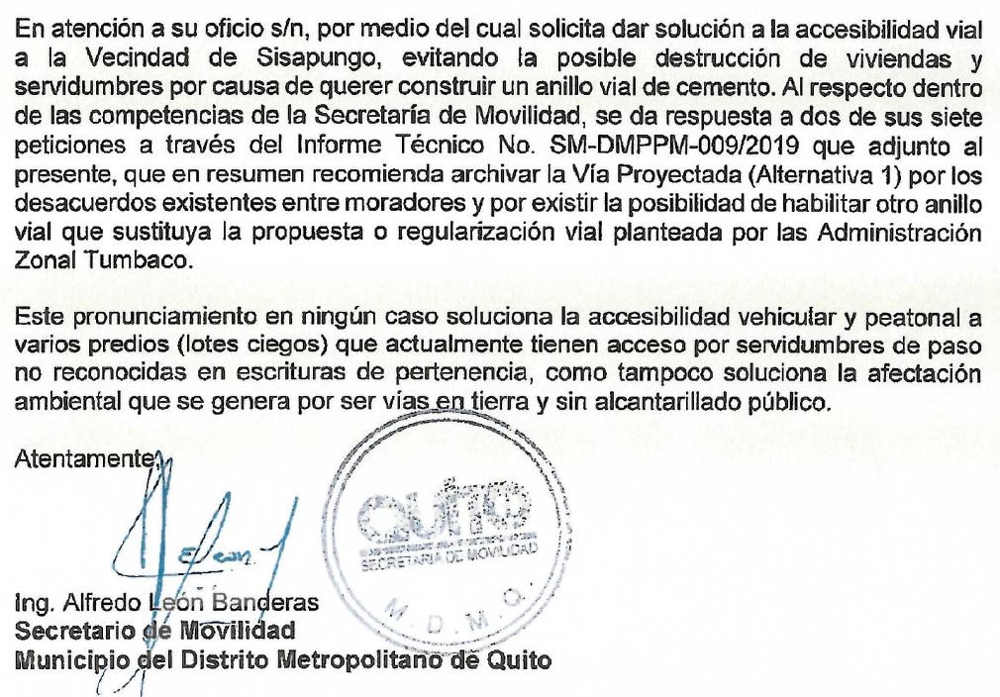 En atención a su oficio s/n, por medio del cual solicita dar solución a la accesibilidad vial
a la Vecindad de Sisapungo, evitando la posible destrucción de viviendas y
servidumbres por causa de querer construir un anillo vial de cemento. Al respecto dentro
de las competencias de la Secretaría de Movilidad, se da respuesta a dos de sus siete
peticiones a través del Informe Técnico No. SM-DMPPM-009/2019 que adjunto al
presente, que en resumen recomienda archivar la Vía Proyectada (Alternativa 1) por los
desacuerdos existentes entre moradores y por existir la posibilidad de habilitar otro anillo
vial que sustituya la propuesta o regularización vial planteada por las Administración
Zonal Tumbaco.
Este pronunciamiento en ningún caso soluciona la accesibilidad vehicular y peatonal a
varios predios (lotes ciegos) que actualmente tienen acceso por servidumbres de paso
no reconocidas en escrituras de pertenencia, como tampoco soluciona la afectación
ambiental que se genera por ser vías en tierra y sin alcantarillado público.
Atentamente,
QUITO
SECRETARIA DE MOVILIDAD
M. D. M. Q.
Ing. Alfredo León Banderas
Secretario de Movilidad
Municipio del Distrito Metropolitano de Quito